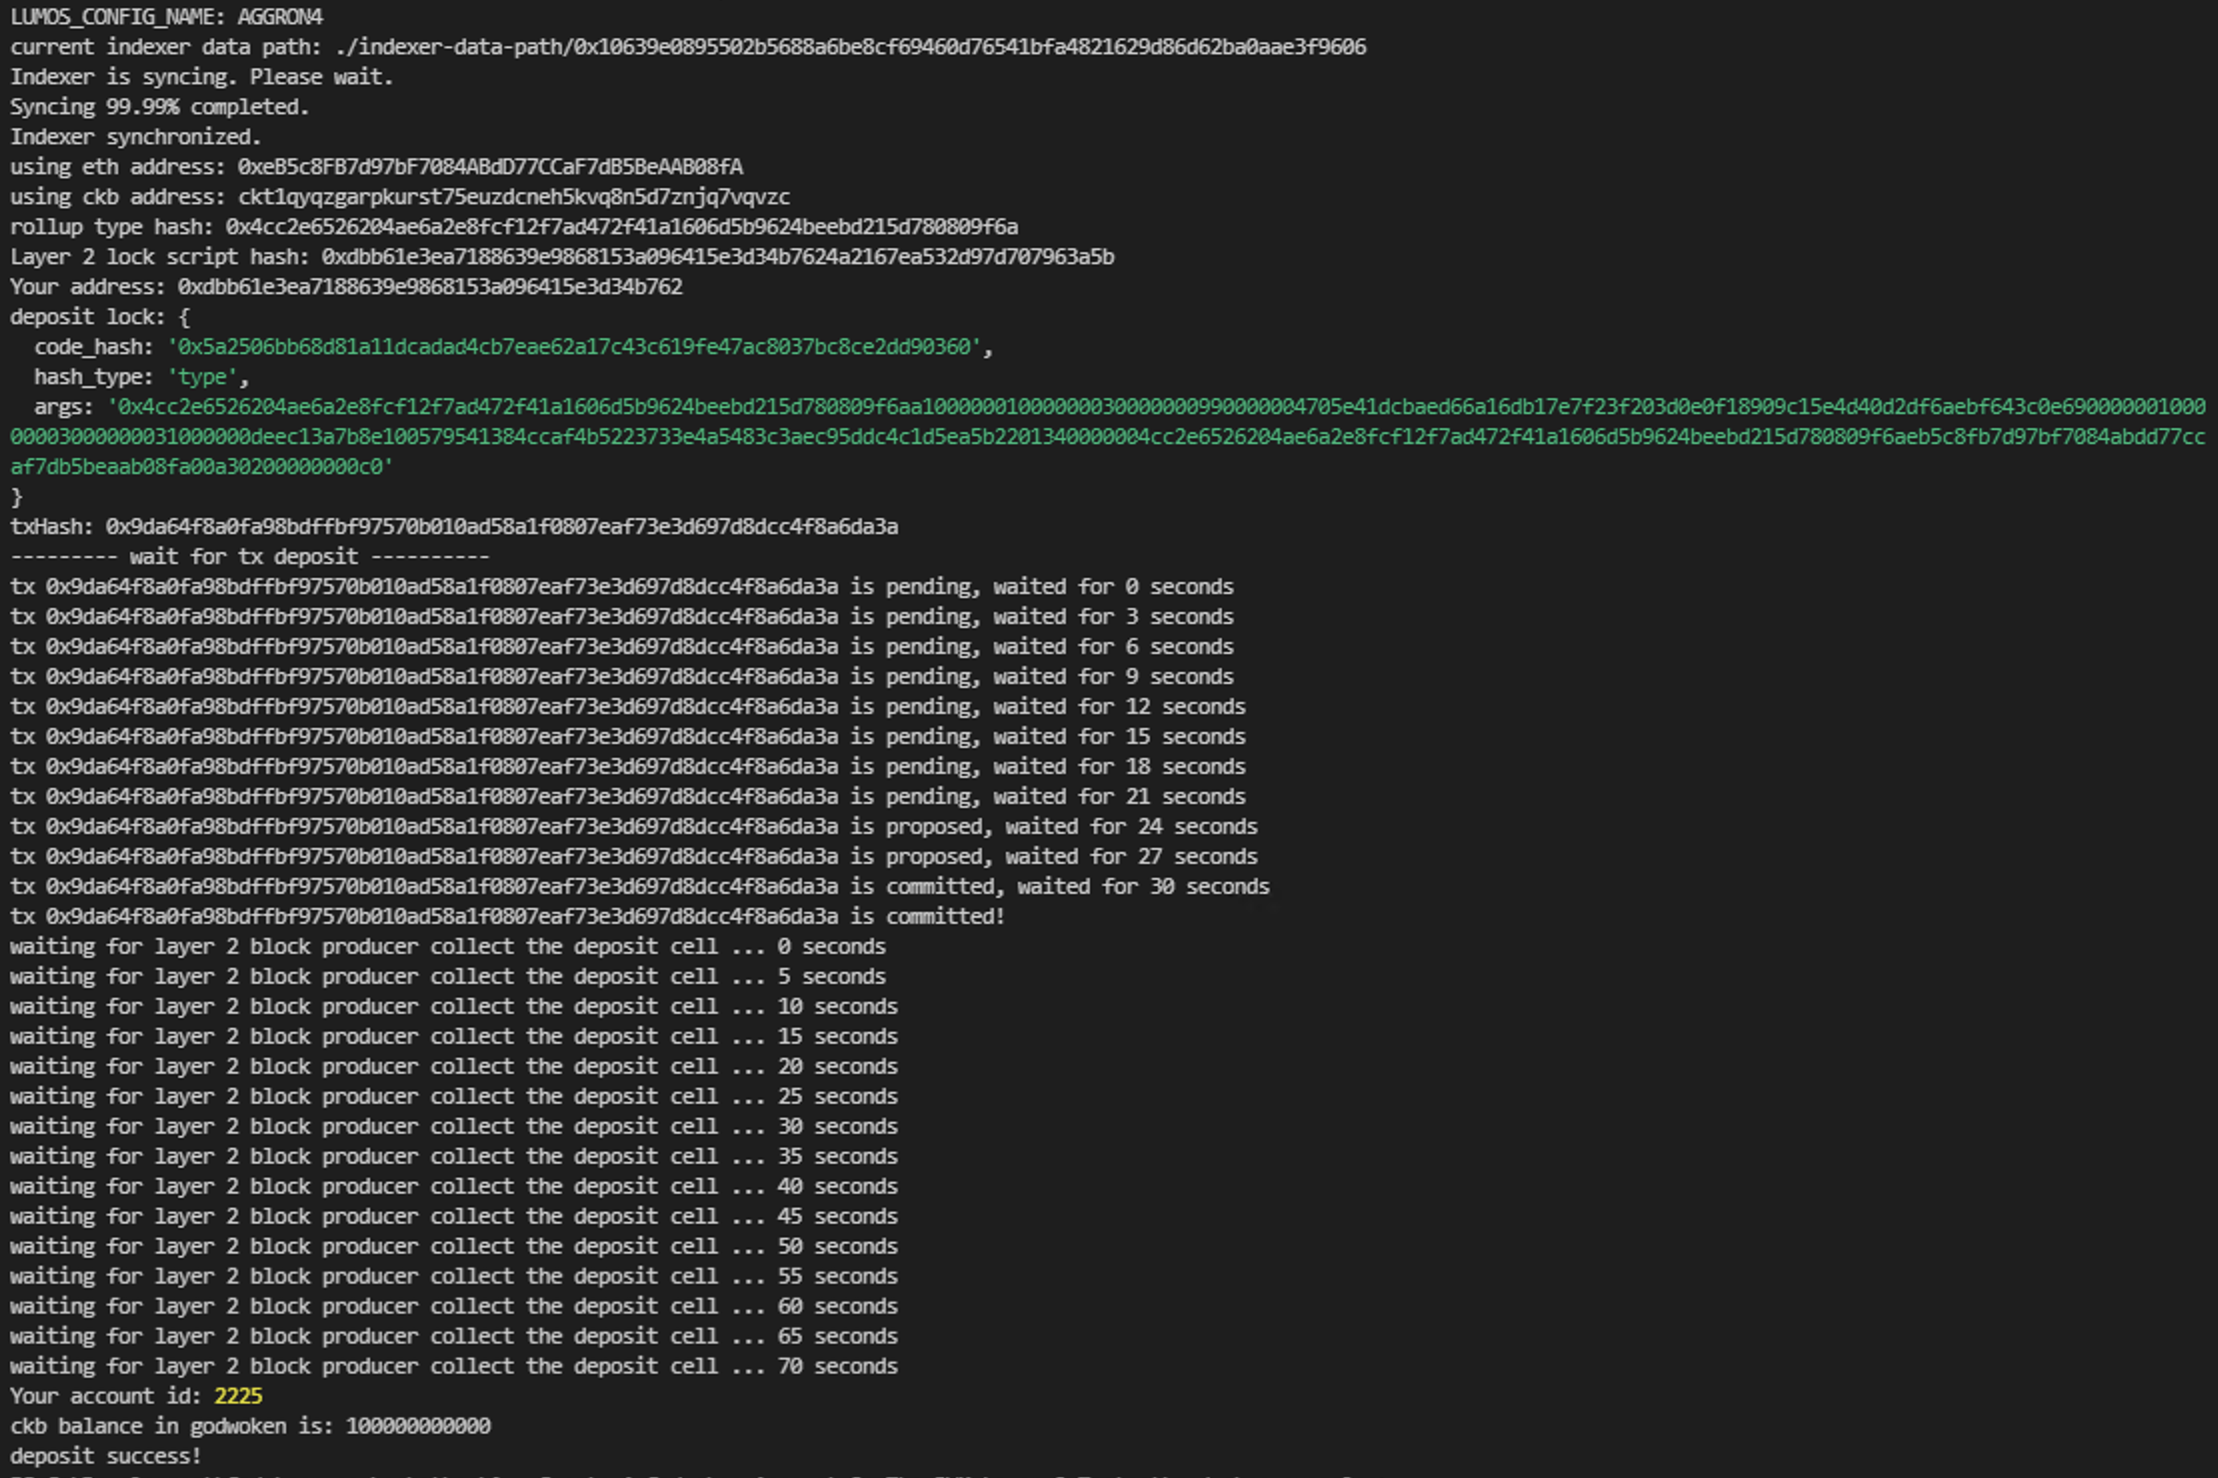 LUMOS_CONFIG_NAME: AGGRON4
current indexer data path: ./indexer-data-path/0x10639e0895502b5688a6be8cf69460d76541bfa4821629d86d62ba0aae3f9606
Indexer is syncing. Please wait.
Syncing 99.99% completed.
Indexer synchronized.
using eth address: 0xeB5c8FB7d97bF7084ABdD77CCaF7dB5BeAAB08fA
using ckb address: ckt1qyqzgarpkurst75euzdcneh5kvq8n5d7znjq7vqvzc
rollup type hash: 0x4cc2e6526204ae6a2e8fcf12f7ad472f41a1606d5b9624beebd215d780809f6a
Layer 2 lock script hash: 0xdbb61e3ea7188639e9868153a096415e3d34b7624a2167ea532d97d707963a5b
Your address: 0xdbb61e3ea7188639e9868153a096415e3d34b762
deposit lock: {
  code_hash: '0x5a2506bb68d81a11dcadad4cb7eae62a17c43c619fe47ac8037bc8ce2dd90360',
  hash_type: 'type',
  args: '0x4cc2e6526204ae6a2e8fcf12f7ad472f41a1606d5b9624beebd215d780809f6aa10000001000000030000000990000004705e41dcbaed66a16db17e7f23f203d0e0f18909c15e4d40d2df6aebf643c0e690000001000
00003000000031000000deec13a7b8e100579541384ccaf4b5223733e4a5483c3aec95ddc4c1d5ea5b2201340000004cc2e6526204ae6a2e8fcf12f7ad472f41a1606d5b9624beebd215d780809f6aeb5c8fb7d97bf7084abdd77cc
af7db5beaab08fa00a30200000000c0'
}
txHash: 0x9da64f8a0fa98bdffbf97570b010ad58a1f0807eaf73e3d697d8dcc4f8a6da3a
--------- wait for tx deposit ----------
tx 0x9da64f8a0fa98bdffbf97570b010ad58a1f0807eaf73e3d697d8dcc4f8a6da3a is pending, waited for 0 seconds
tx 0x9da64f8a0fa98bdffbf97570b010ad58a1f0807eaf73e3d697d8dcc4f8a6da3a is pending, waited for 3 seconds
tx 0x9da64f8a0fa98bdffbf97570b010ad58a1f0807eaf73e3d697d8dcc4f8a6da3a is pending, waited for 6 seconds
tx 0x9da64f8a0fa98bdffbf97570b010ad58a1f0807eaf73e3d697d8dcc4f8a6da3a is pending, waited for 9 seconds
tx 0x9da64f8a0fa98bdffbf97570b010ad58a1f0807eaf73e3d697d8dcc4f8a6da3a is pending, waited for 12 seconds
tx 0x9da64f8a0fa98bdffbf97570b010ad58a1f0807eaf73e3d697d8dcc4f8a6da3a is pending, waited for 15 seconds
tx 0x9da64f8a0fa98bdffbf97570b010ad58a1f0807eaf73e3d697d8dcc4f8a6da3a is pending, waited for 18 seconds
tx 0x9da64f8a0fa98bdffbf97570b010ad58a1f0807eaf73e3d697d8dcc4f8a6da3a is pending, waited for 21 seconds
tx 0x9da64f8a0fa98bdffbf97570b010ad58a1f0807eaf73e3d697d8dcc4f8a6da3a is proposed, waited for 24 seconds
tx 0x9da64f8a0fa98bdffbf97570b010ad58a1f0807eaf73e3d697d8dcc4f8a6da3a is proposed, waited for 27 seconds
tx 0x9da64f8a0fa98bdffbf97570b010ad58a1f0807eaf73e3d697d8dcc4f8a6da3a is committed, waited for 30 seconds
tx 0x9da64f8a0fa98bdffbf97570b010ad58a1f0807eaf73e3d697d8dcc4f8a6da3a is committed!
waiting for layer 2 block producer collect the deposit cell ... 0 seconds
waiting for layer 2 block producer collect the deposit cell ... 5 seconds
waiting for layer 2 block producer collect the deposit cell ... 10 seconds
waiting for layer 2 block producer collect the deposit cell ... 15 seconds
waiting for layer 2 block producer collect the deposit cell ... 20 seconds
waiting for layer 2 block producer collect the deposit cell ... 25 seconds
waiting for layer 2 block producer collect the deposit cell ... 30 seconds
waiting for layer 2 block producer collect the deposit cell ... 35 seconds
waiting for layer 2 block producer collect the deposit cell ... 40 seconds
waiting for layer 2 block producer collect the deposit cell ... 45 seconds
waiting for layer 2 block producer collect the deposit cell ... 50 seconds
waiting for layer 2 block producer collect the deposit cell ... 55 seconds
waiting for layer 2 block producer collect the deposit cell ... 60 seconds
waiting for layer 2 block producer collect the deposit cell ... 65 seconds
waiting for layer 2 block producer collect the deposit cell ... 70 seconds
Your account id: 2225
ckb balance in godwoken is: 100000000000
deposit success!